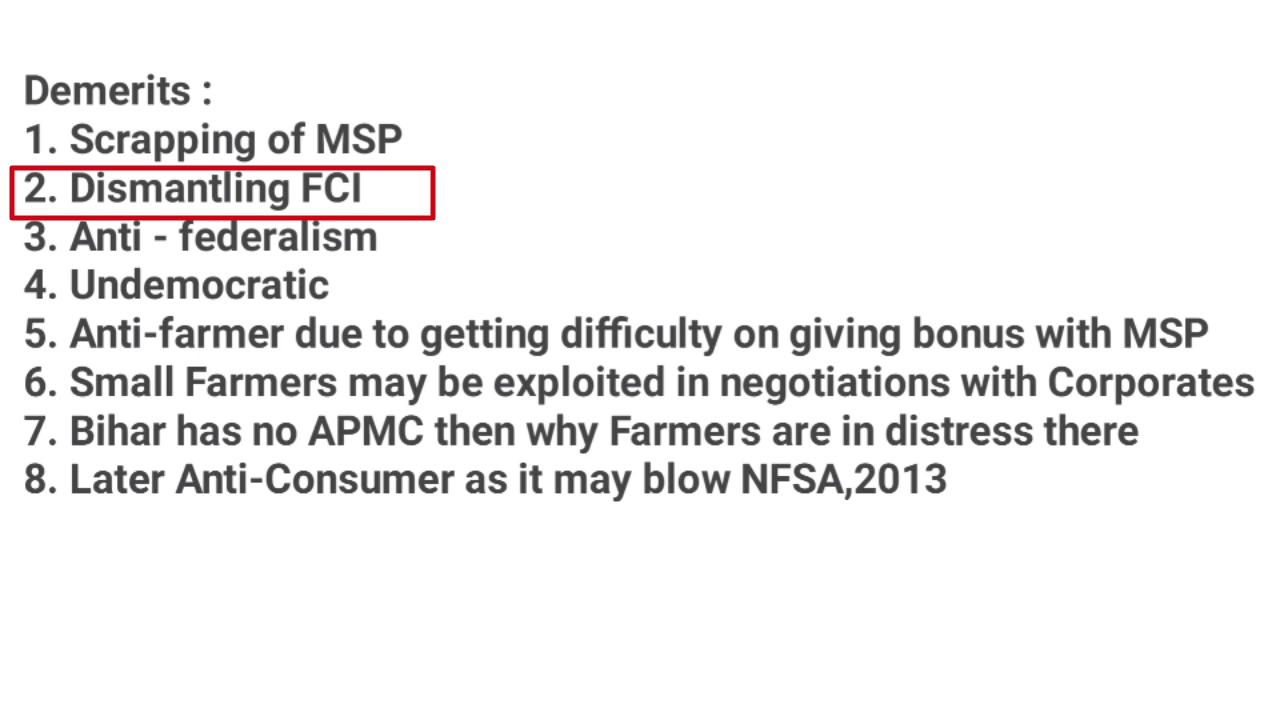 Demerits :
1. Scrapping of MSP
2. Dismantling FCI
3. Anti - federalism
4. Undemocratic
5. Anti-farmer due to getting difficulty on giving bonus with MSP
6. Small Farmers may be exploited in negotiations with Corporates
7. Bihar has no APMC then why Farmers are in distress there
8. Later Anti-Consumer as it may blow NFSA,2013